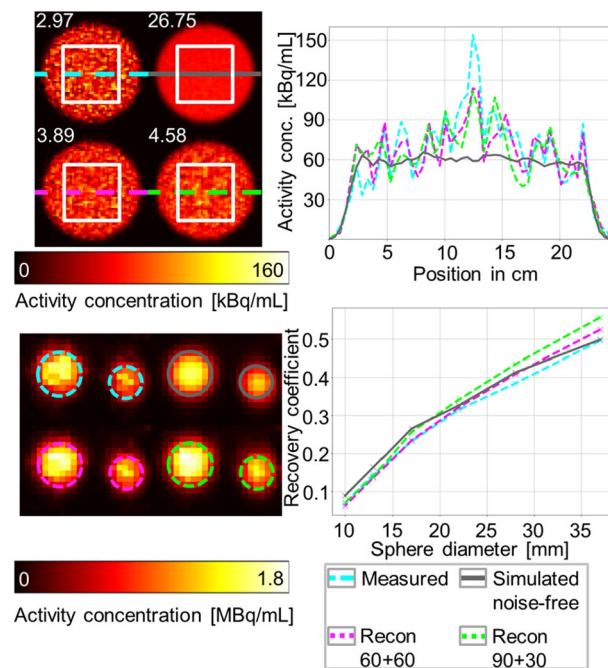 2.97
26.75
3.89
4.58
0
160
Activity concentration [kBq/mL]
Activity conc. [kBq/mL]
150
120
90
60
30
0
5
10
15
20
Position in cm
0
1.8
Activity concentration [MBq/mL]
Recovery coefficient
0.5
0.4
0.3
0.2
0.1
10
15
20
25
30
35
Sphere diameter [mm]
Measured
Simulated
noise-free
Recon
60+60
Recon
90+30